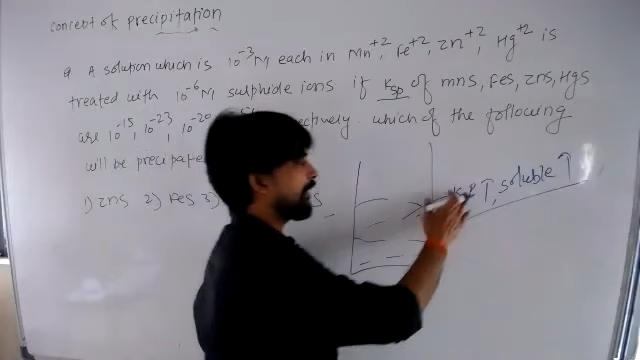 concept of precipitation
Q A solution which is 10⁻³ M each in Mn⁺², Fe⁺², Zn⁺², Hg⁺² is
treated with 10⁻⁶ M sulphide ions if Ksp of mns, FeS, ZnS, HgS
are 10⁻¹⁵, 10⁻²³, 10⁻²⁰ which of the following
will be
1) ZnS 2) FeS 3)
↑, soluble ↑